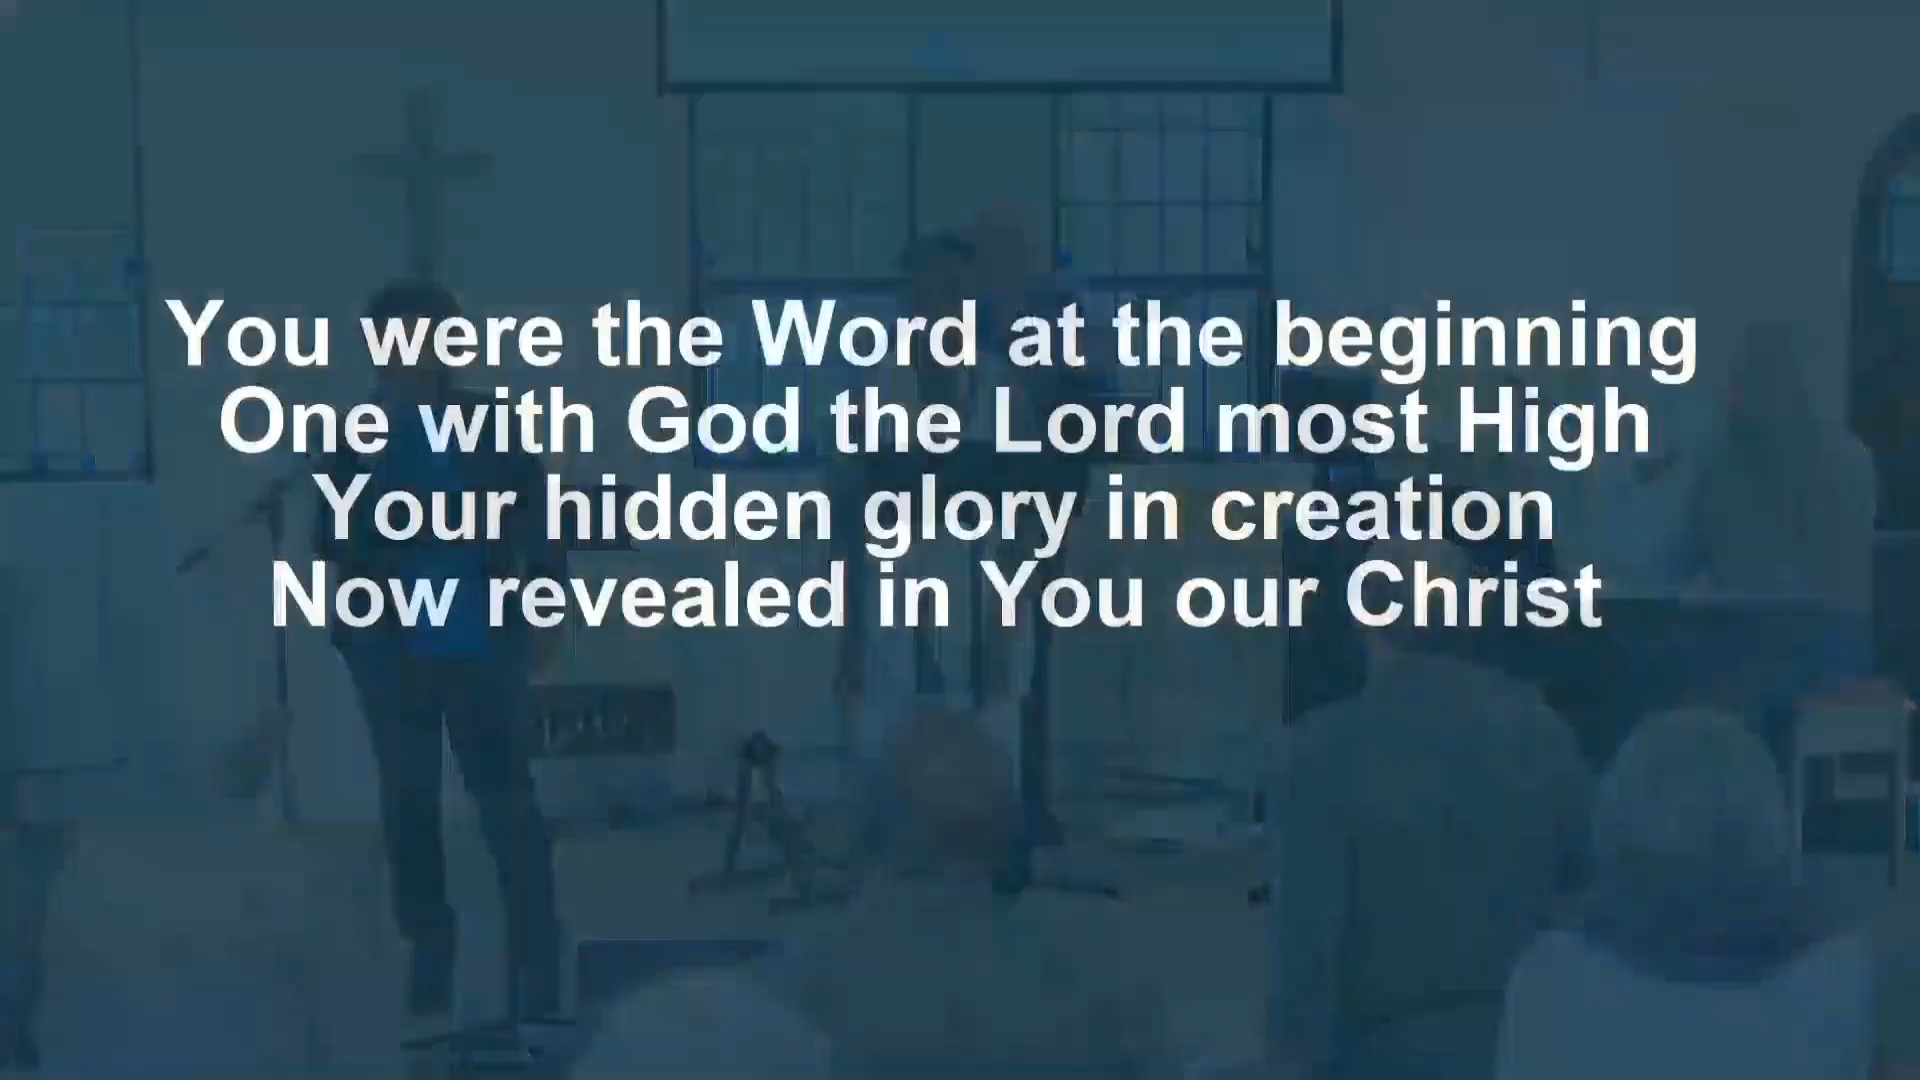 You were the Word at the beginning
One with God the Lord most High
Your hidden glory in creation
Now revealed in You our Christ